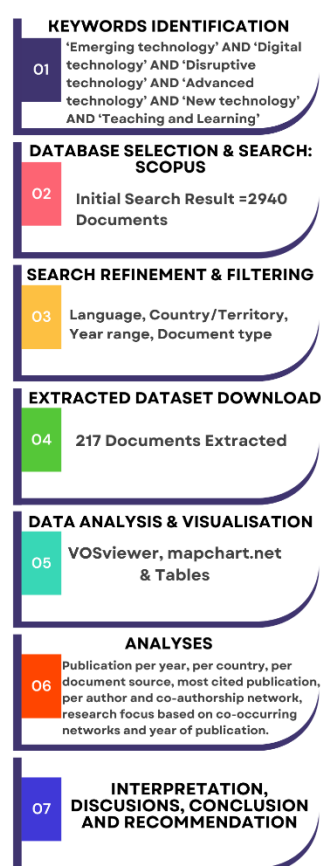 KEYWORDS IDENTIFICATION
01
‘Emerging technology’ AND ‘Digital
technology’ AND ‘Disruptive
technology’ AND ‘Advanced
technology’ AND ‘New technology’
AND ‘Teaching and Learning’
DATABASE SELECTION & SEARCH:
SCOPUS
02
Initial Search Result =2940
Documents
SEARCH REFINEMENT & FILTERING
03
Language, Country/Territory,
Year range, Document type
EXTRACTED DATASET DOWNLOAD
04
217 Documents Extracted
DATA ANALYSIS & VISUALISATION
05
VOSviewer, mapchart.net
& Tables
ANALYSES
06
Publication per year, per country, per
document source, most cited publication,
per author and co-authorship network,
research focus based on co-occurring
networks and year of publication.
07
INTERPRETATION,
DISCUSIONS, CONCLUSION
AND RECOMMENDATION